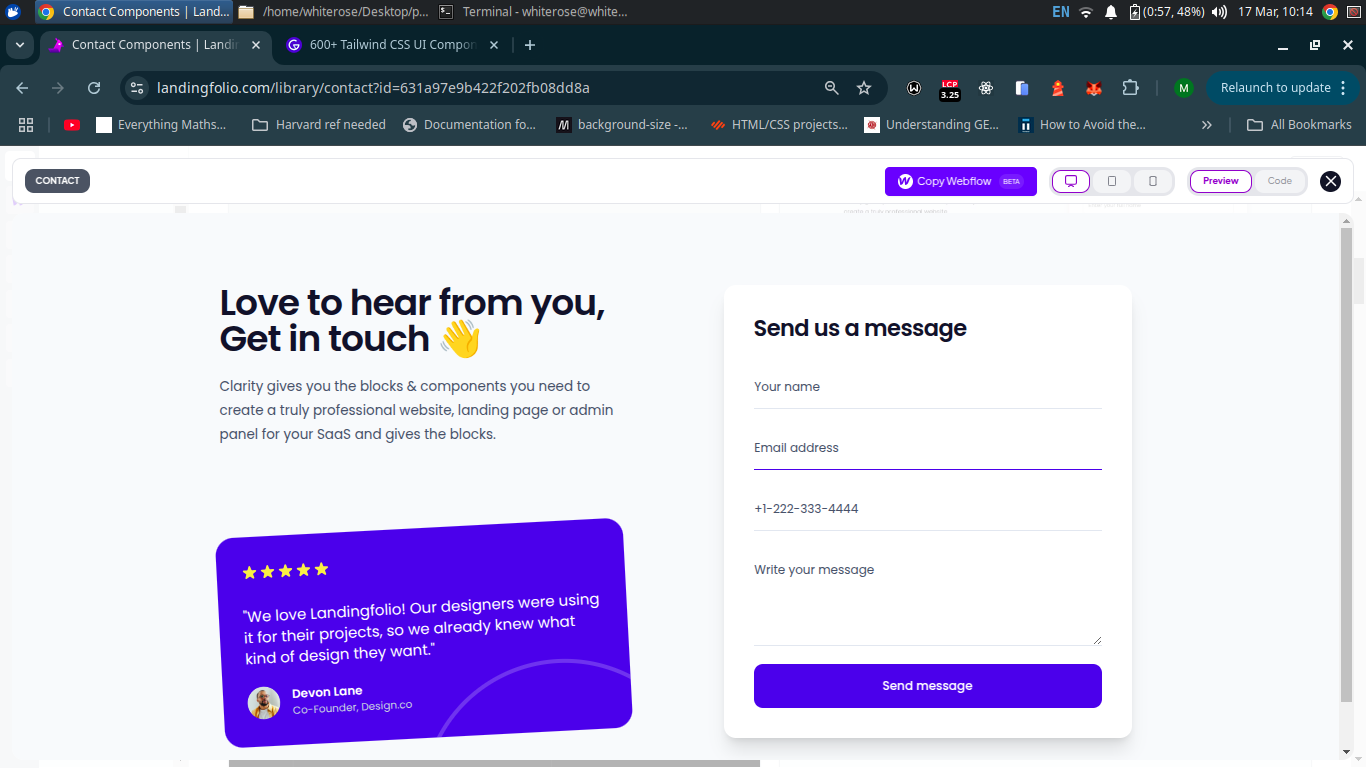 Contact Components | Land...
/home/whiterose/Desktop/p...
Terminal - whiterose@white...
EN
(0:57, 48%)
17 Mar, 10:14
Contact Components | Landi
600+ Tailwind CSS UI Compon
landingfolio.com/library/contact?id=631a97e9b422f202fb08dd8a
LCP
3.25
M
Relaunch to update
Everything Maths...
Harvard ref needed
Documentation fo...
background-size -...
HTML/CSS projects...
Understanding GE...
How to Avoid the...
All Bookmarks
CONTACT
Copy Webflow BETA
Preview
Code
Love to hear from you,
Get in touch 👋
Clarity gives you the blocks & components you need to
create a truly professional website, landing page or admin
panel for your SaaS and gives the blocks.
"We love Landingfolio! Our designers were using
it for their projects, so we already knew what
kind of design they want."
Devon Lane
Co-Founder, Design.co
Send us a message
Your name
Email address
+1-222-333-4444
Write your message
Send message